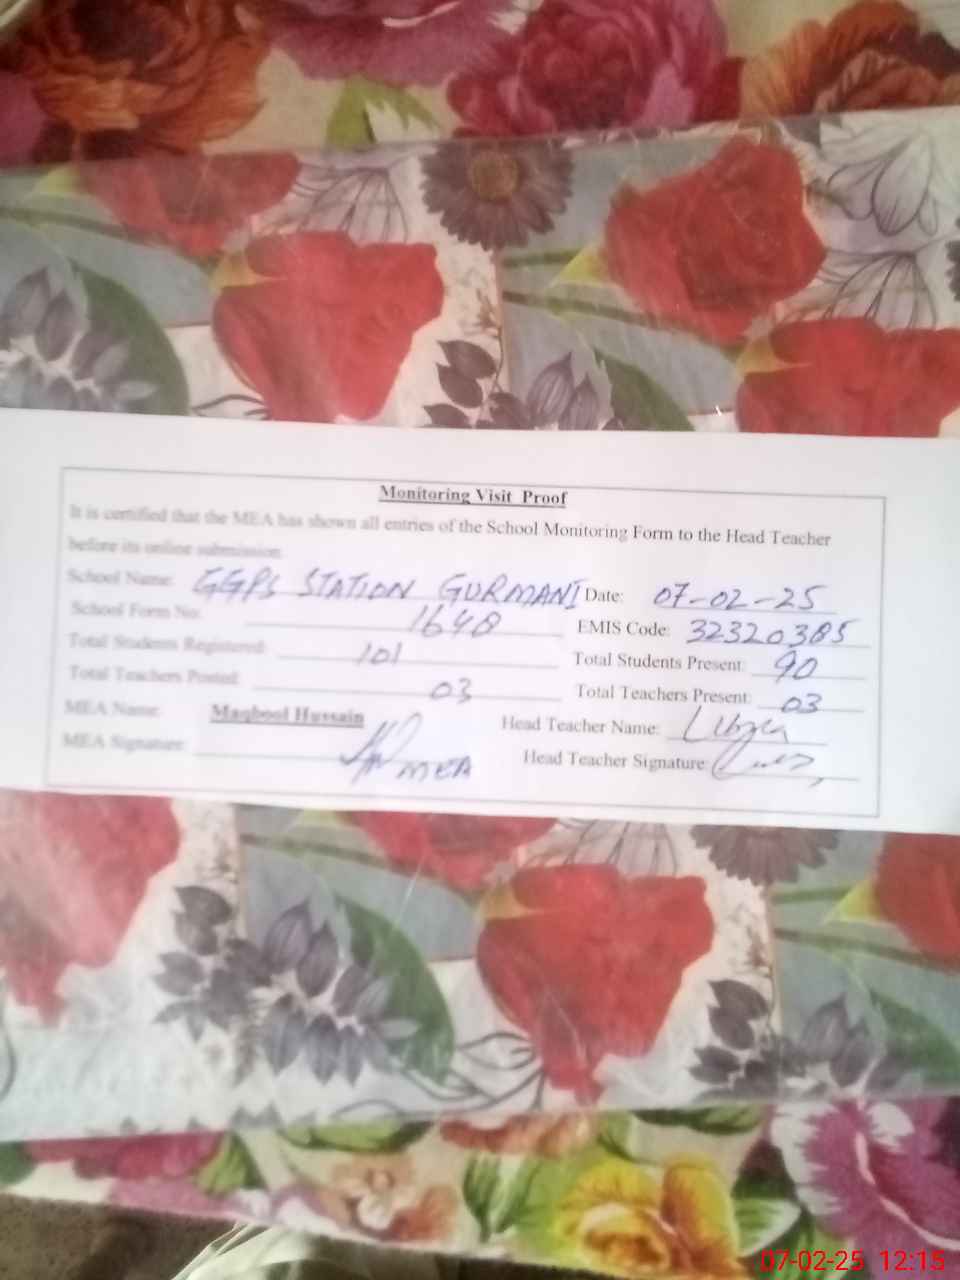 Monitoring Visit Proof
It is certified that the MEA has shown all entries of the School Monitoring Form to the Head Teacher
before its online submission
School Name: GGPS STATION GURMANI Date: 07-02-25
School Form No: 1648 EMIS Code: 32320385
Total Students Registered: 101 Total Students Present: 90
Total Teachers Posted: 03 Total Teachers Present: 03
MEA Name: Maqbool Hussain Head Teacher Name:
MEA Signature: MEA Head Teacher Signature:
07-02-25 12:15